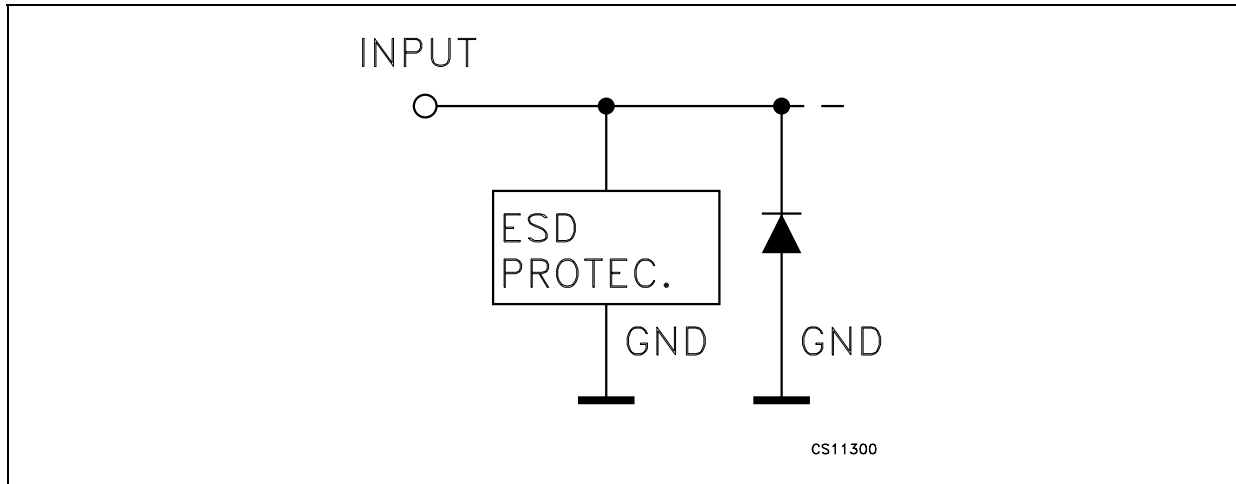 INPUT
ESD
PROTEC.
GND
GND
CS11300